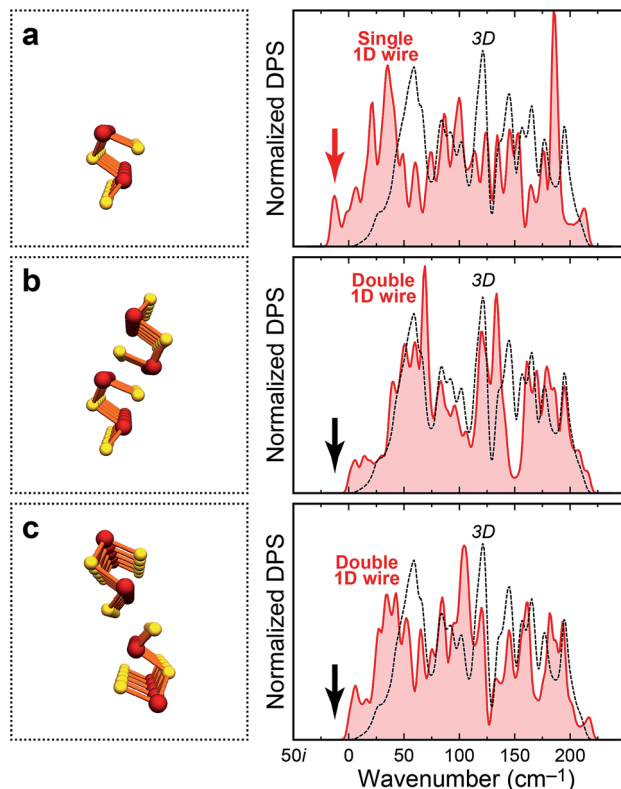 a
Normalized DPS
Single
1D wire
3D
b
Normalized DPS
Double
1D wire
3D
c
Normalized DPS
Double
1D wire
3D
50i 0 50 100 150 200
Wavenumber (cm⁻¹)